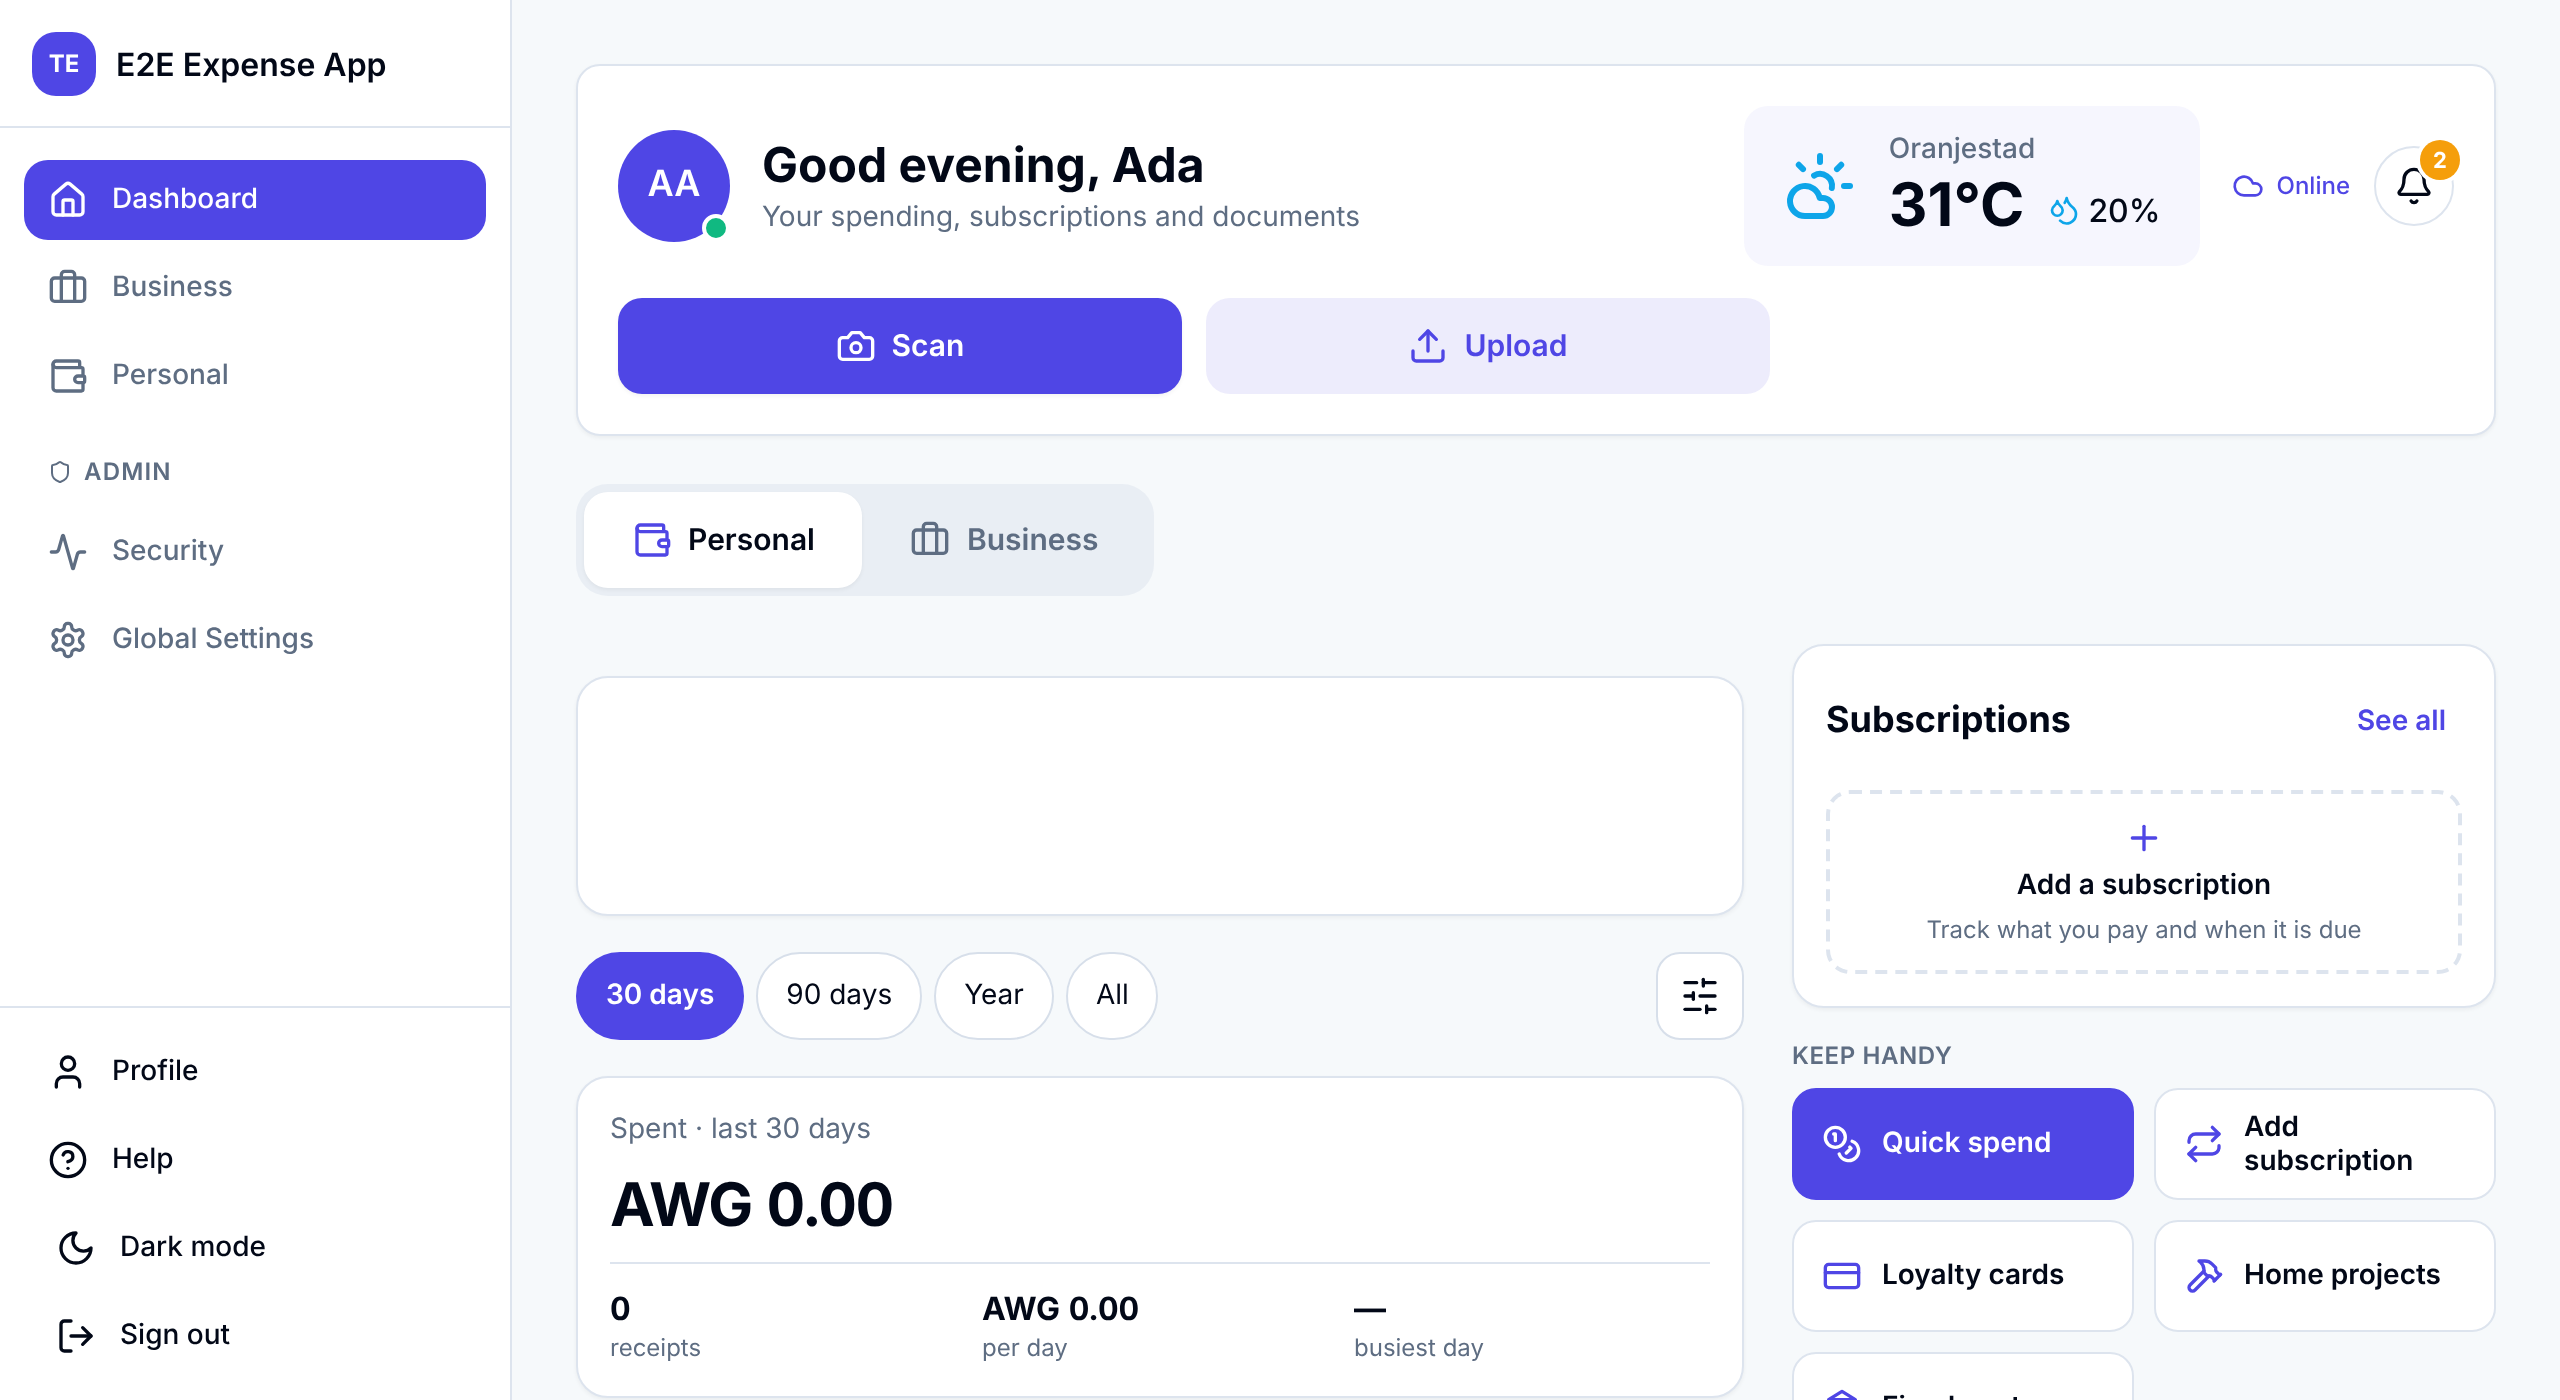 TE
E2E Expense App
Dashboard
Business
Personal
ADMIN
Security
Global Settings
Profile
Help
Dark mode
Sign out
AA
Good evening, Ada
Your spending, subscriptions and documents
Oranjestad
31°C
20%
Online
2
Scan
Upload
Personal
Business
30 days
90 days
Year
All
Spent · last 30 days
AWG 0.00
0
receipts
AWG 0.00
per day
—
busiest day
Subscriptions
See all
Add a subscription
Track what you pay and when it is due
KEEP HANDY
Quick spend
Add
subscription
Loyalty cards
Home projects